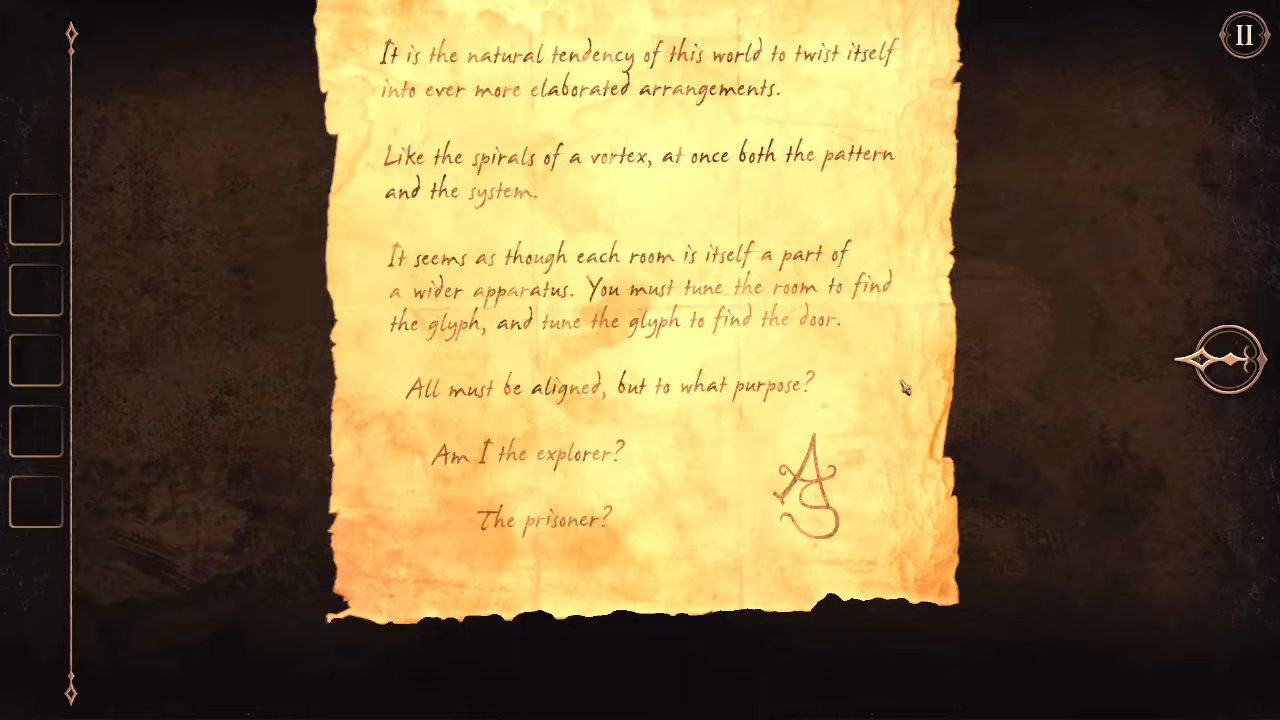 II
It is the natural tendency of this world to twist itself
into ever more elaborated arrangements.
Like the spirals of a vortex, at once both the pattern
and the system.
It seems as though each room is itself a part of
a wider apparatus. You must tune the room to find
the glyph, and tune the glyph to find the door.
All must be aligned, but to what purpose?
Am I the explorer?
The prisoner?
AS